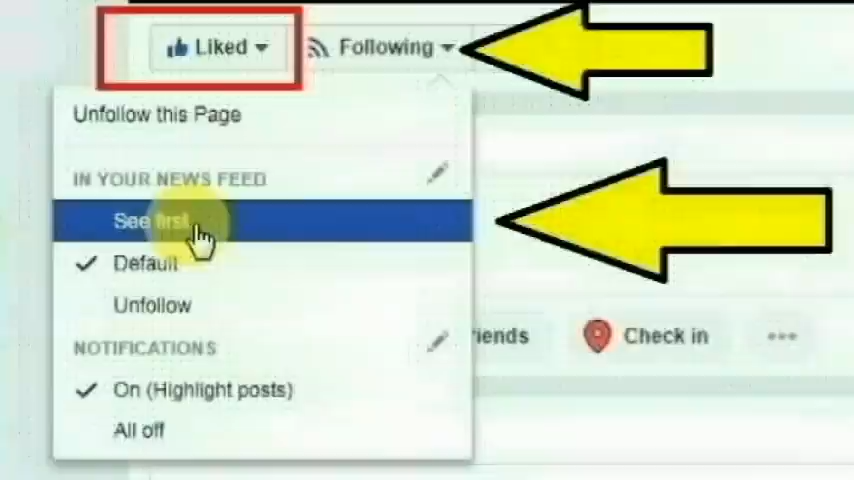 Liked Following
Unfollow this Page
IN YOUR NEWS FEED
See first
Default
Unfollow
NOTIFICATIONS
riends Check in
On (Highlight posts)
All off